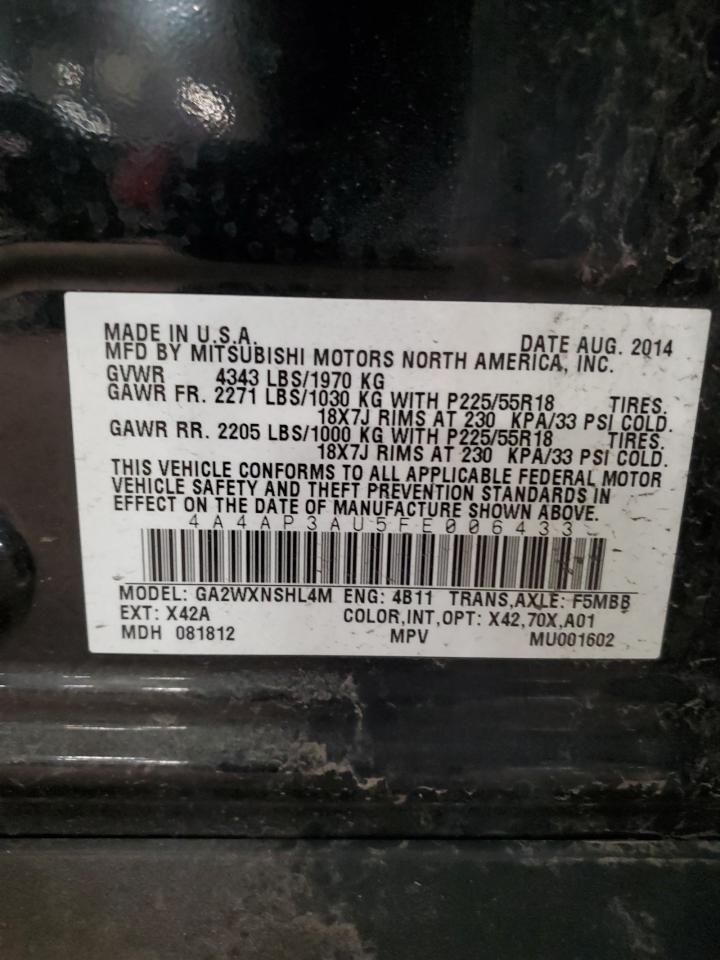 MADE IN U.S.A. DATE AUG. 2014
MFD BY MITSUBISHI MOTORS NORTH AMERICA, INC.
GVWR 4343 LBS/1970 KG
GAWR FR. 2271 LBS/1030 KG WITH P225/55R18 TIRES.
18X7J RIMS AT 230 KPA/33 PSI COLD.
GAWR RR. 2205 LBS/1000 KG WITH P225/55R18 TIRES.
18X7J RIMS AT 230 KPA/33 PSI COLD.
THIS VEHICLE CONFORMS TO ALL APPLICABLE FEDERAL MOTOR
VEHICLE SAFETY AND THEFT PREVENTION STANDARDS IN
EFFECT ON THE DATE OF MANUFACTURE SHOWN ABOVE.
4A4AP3AU5FE006433
MODEL: GA2WXNSHL4M ENG: 4B11 TRANS,AXLE: F5MBB
EXT: X42A COLOR,INT,OPT: X42,70X,A01
MDH 081812 MPV MU001602